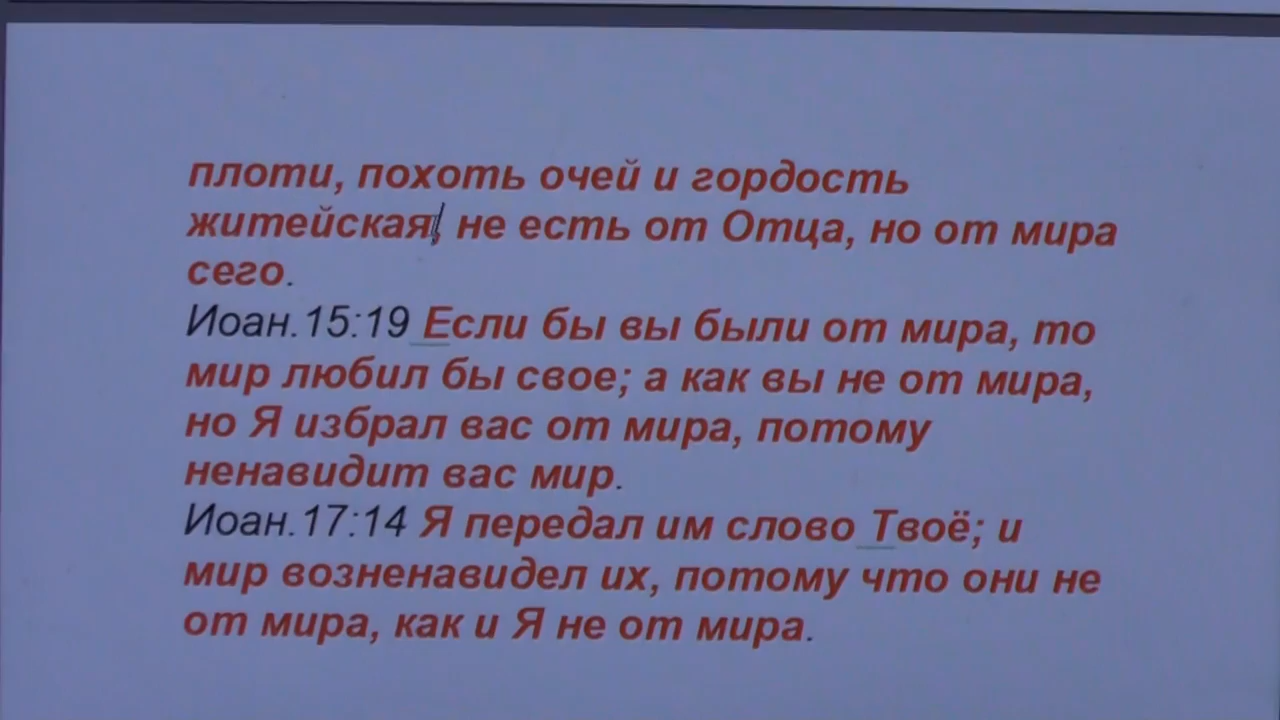 плоти, похоть очей и гордость
житейская, не есть от Отца, но от мира
сего.
Иоан.15:19 Если бы вы были от мира, то
мир любил бы свое; а как вы не от мира,
но Я избрал вас от мира, потому
ненавидит вас мир.
Иоан.17:14 Я передал им слово Твоё; и
мир возненавидел их, потому что они не
от мира, как и Я не от мира.